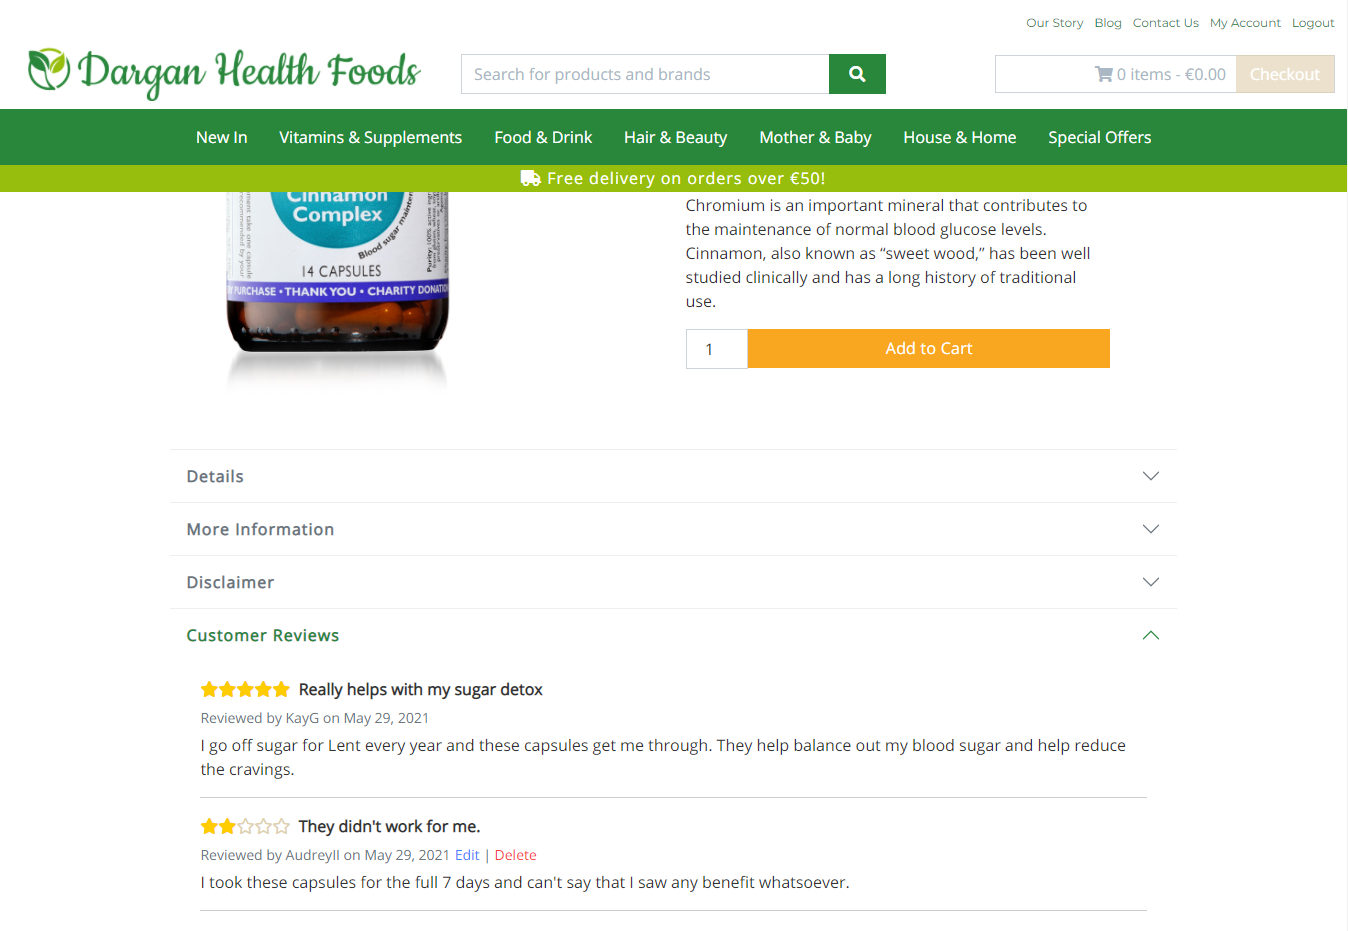 Our Story Blog Contact Us My Account Logout
Dargan Health Foods
Search for products and brands
0 items - €0.00 Checkout
New In Vitamins & Supplements Food & Drink Hair & Beauty Mother & Baby House & Home Special Offers
Free delivery on orders over €50!
Cinnamon
Complex
Blood sugar
14 CAPSULES
PURCHASE • THANK YOU • CHARITY
Chromium is an important mineral that contributes to
the maintenance of normal blood glucose levels.
Cinnamon, also known as “sweet wood,” has been well
studied clinically and has a long history of traditional
use.
1 Add to Cart
Details
More Information
Disclaimer
Customer Reviews
Really helps with my sugar detox
Reviewed by KayG on May 29, 2021
I go off sugar for Lent every year and these capsules get me through. They help balance out my blood sugar and help reduce
the cravings.
They didn't work for me.
Reviewed by AudreyII on May 29, 2021 Edit | Delete
I took these capsules for the full 7 days and can't say that I saw any benefit whatsoever.